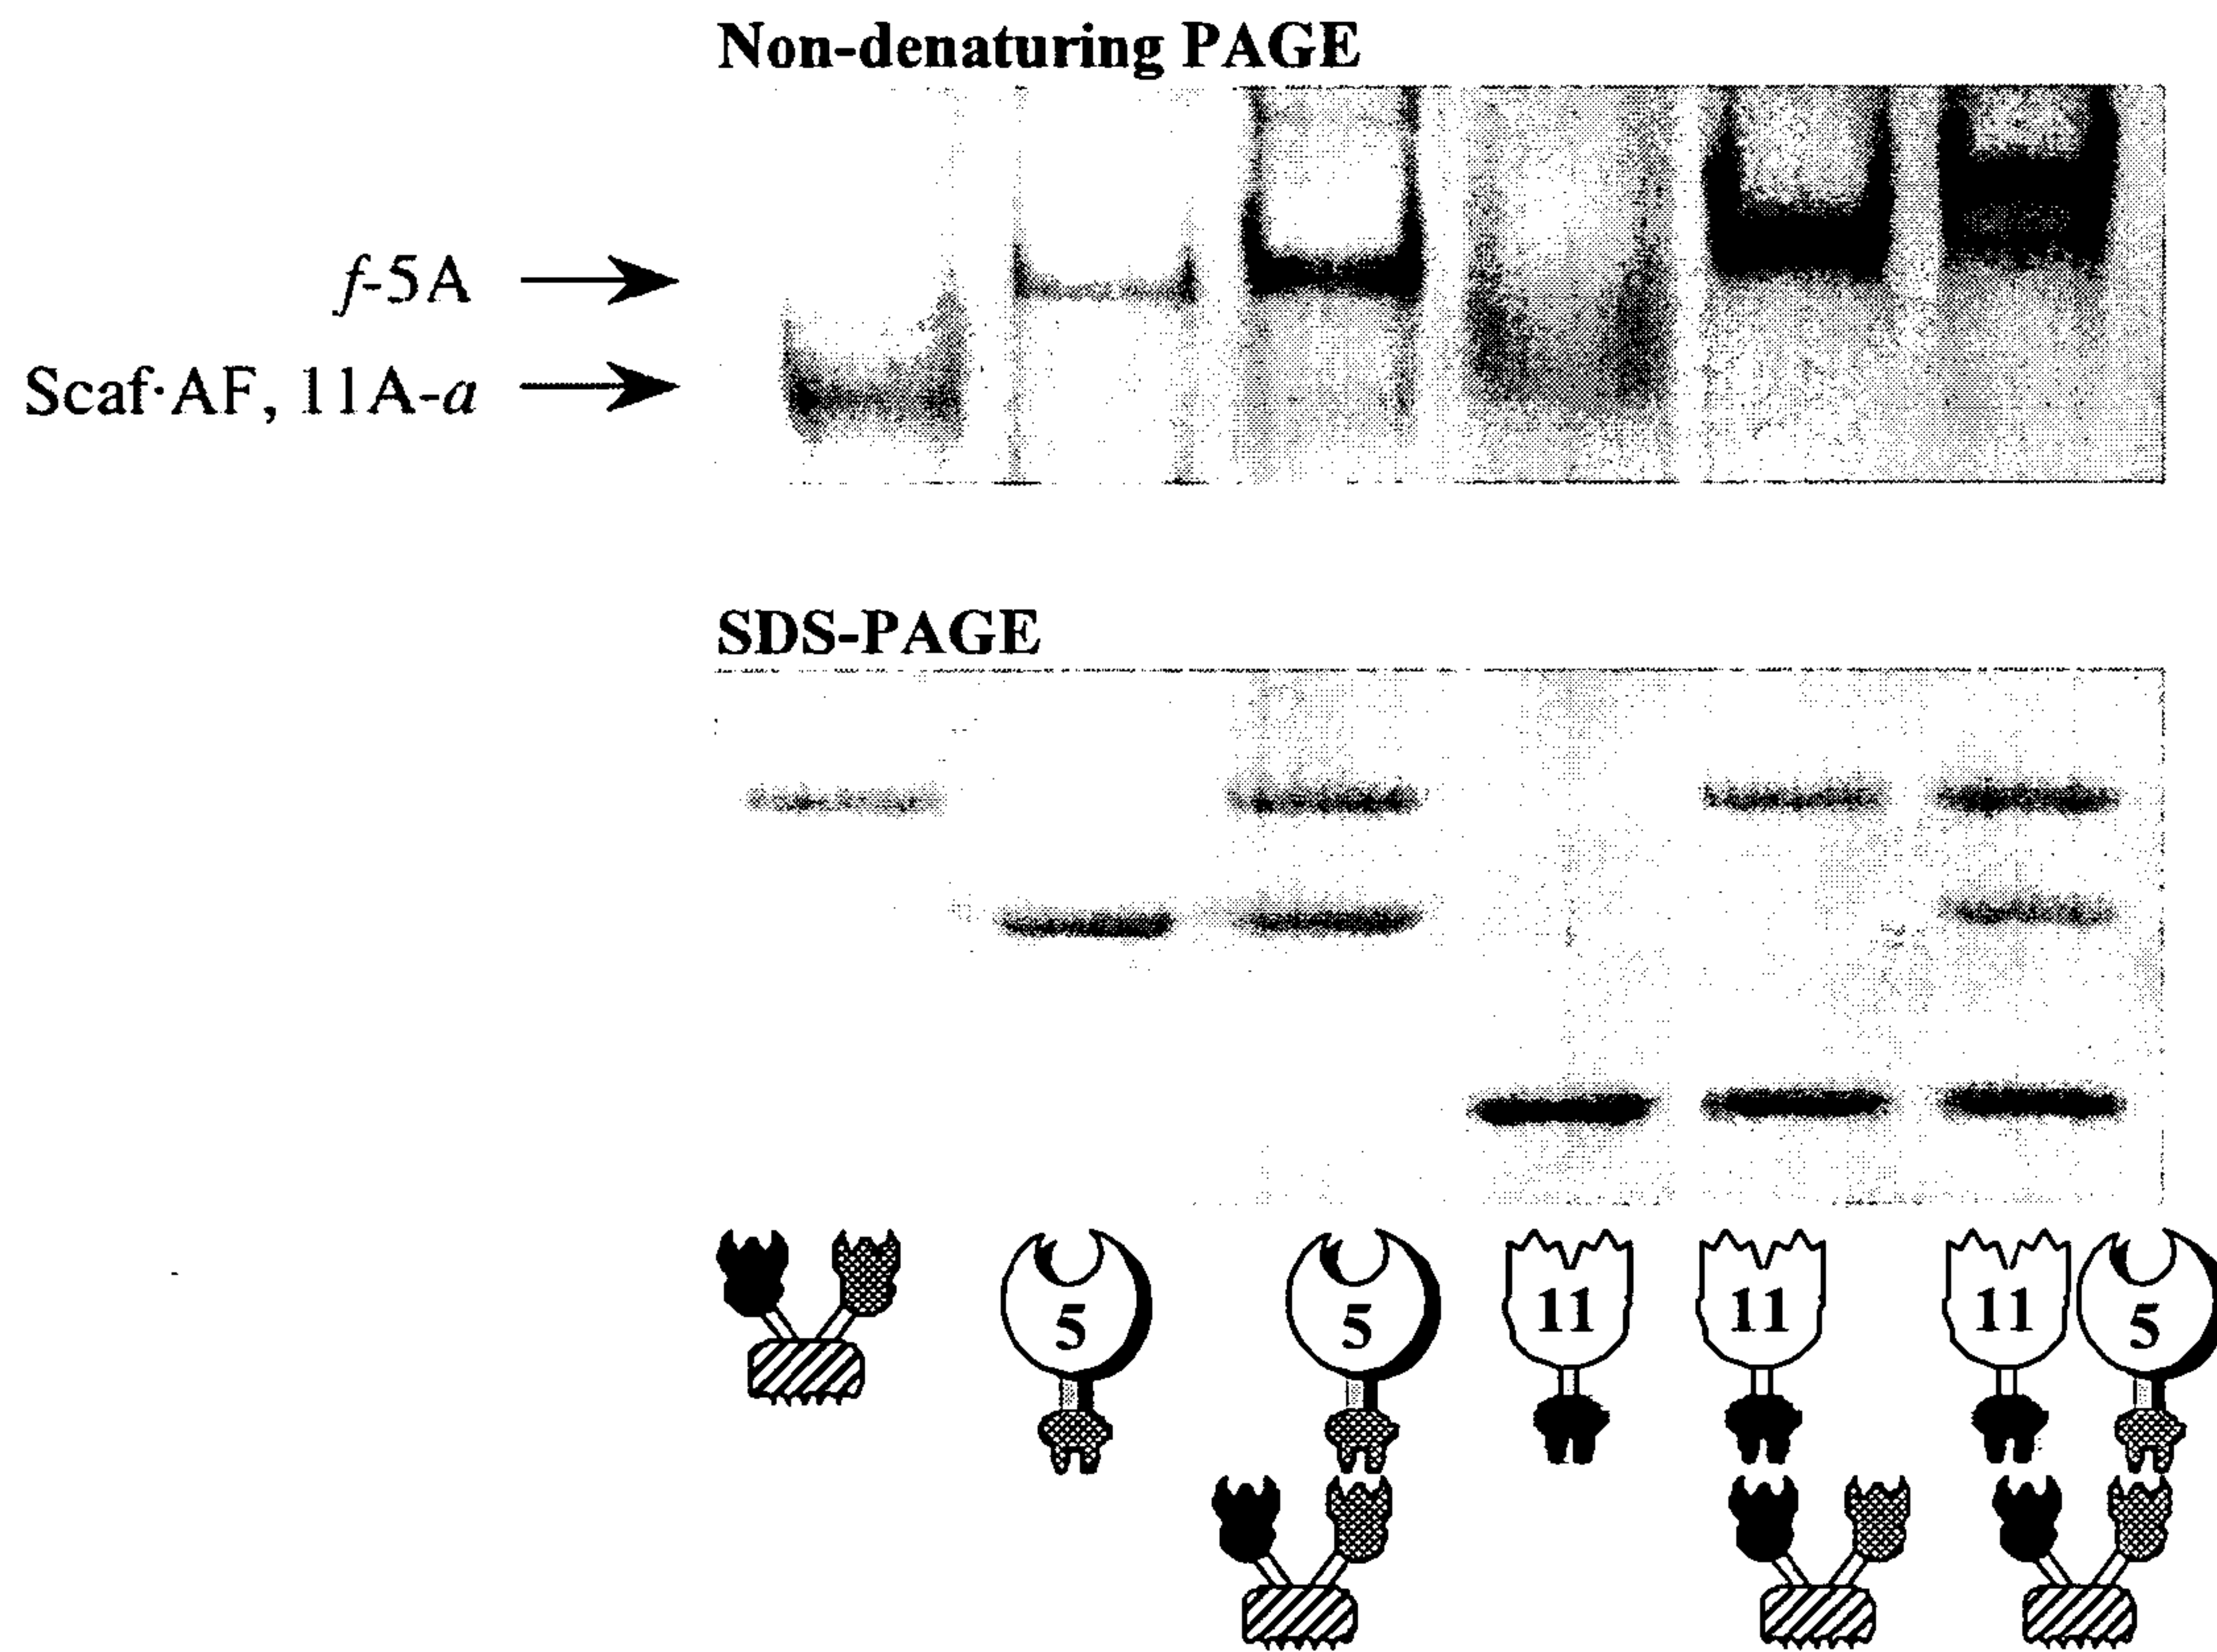 Non-denaturing PAGE
f-5A
Scaf·AF, 11A-a
SDS-PAGE
5 5 11 11 11 5